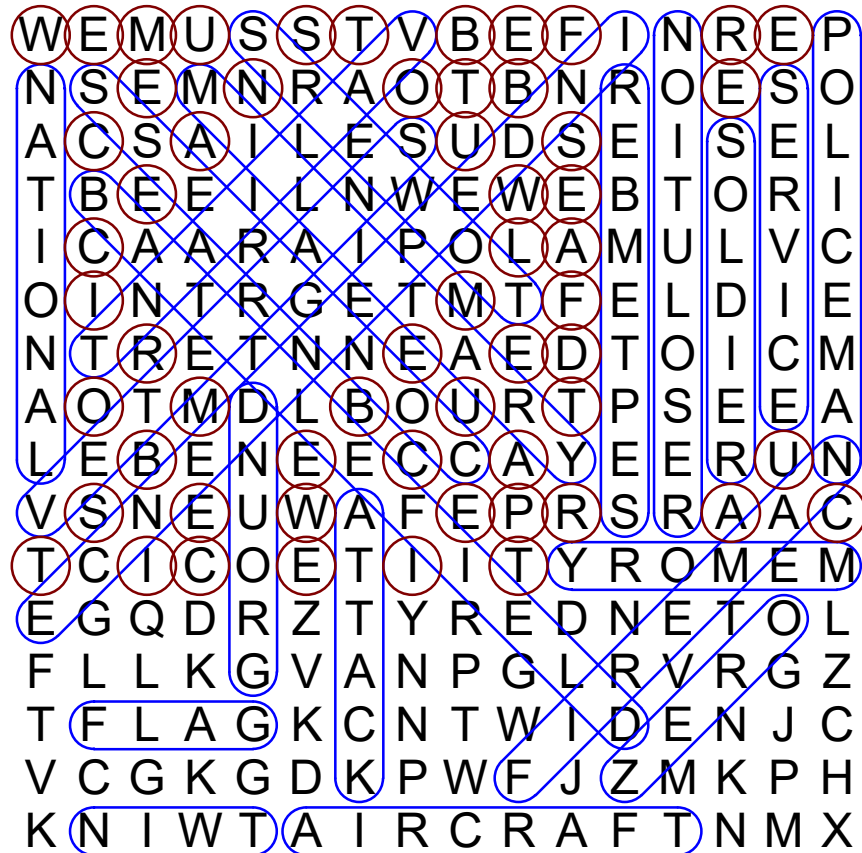 W E M U S S T V B E F I N R E P
N S E M N R A O T B N R O E S O
A C S A I L E S U D S E I S E L
T B E E I L N W E W E B T O R I
I C A A R A I P O L A M U L V C
O I N T R G E T M T F E L D I E
N T R E T N N E A E D T O I C M
A O T M D L B O U R T P S E E A
L E B E N E E C C A Y E E R U N
V S N E U W A F E P R S R A A C
T C I C O E T I I T Y R O M E M
E G Q D R Z T Y R E D N E T O L
F L L K G V A N P G L R V R G Z
T F L A G K C N T W I D E N J C
V C G K G D K P W F J Z M K P H
K N I W T A I R C R A F T N M X